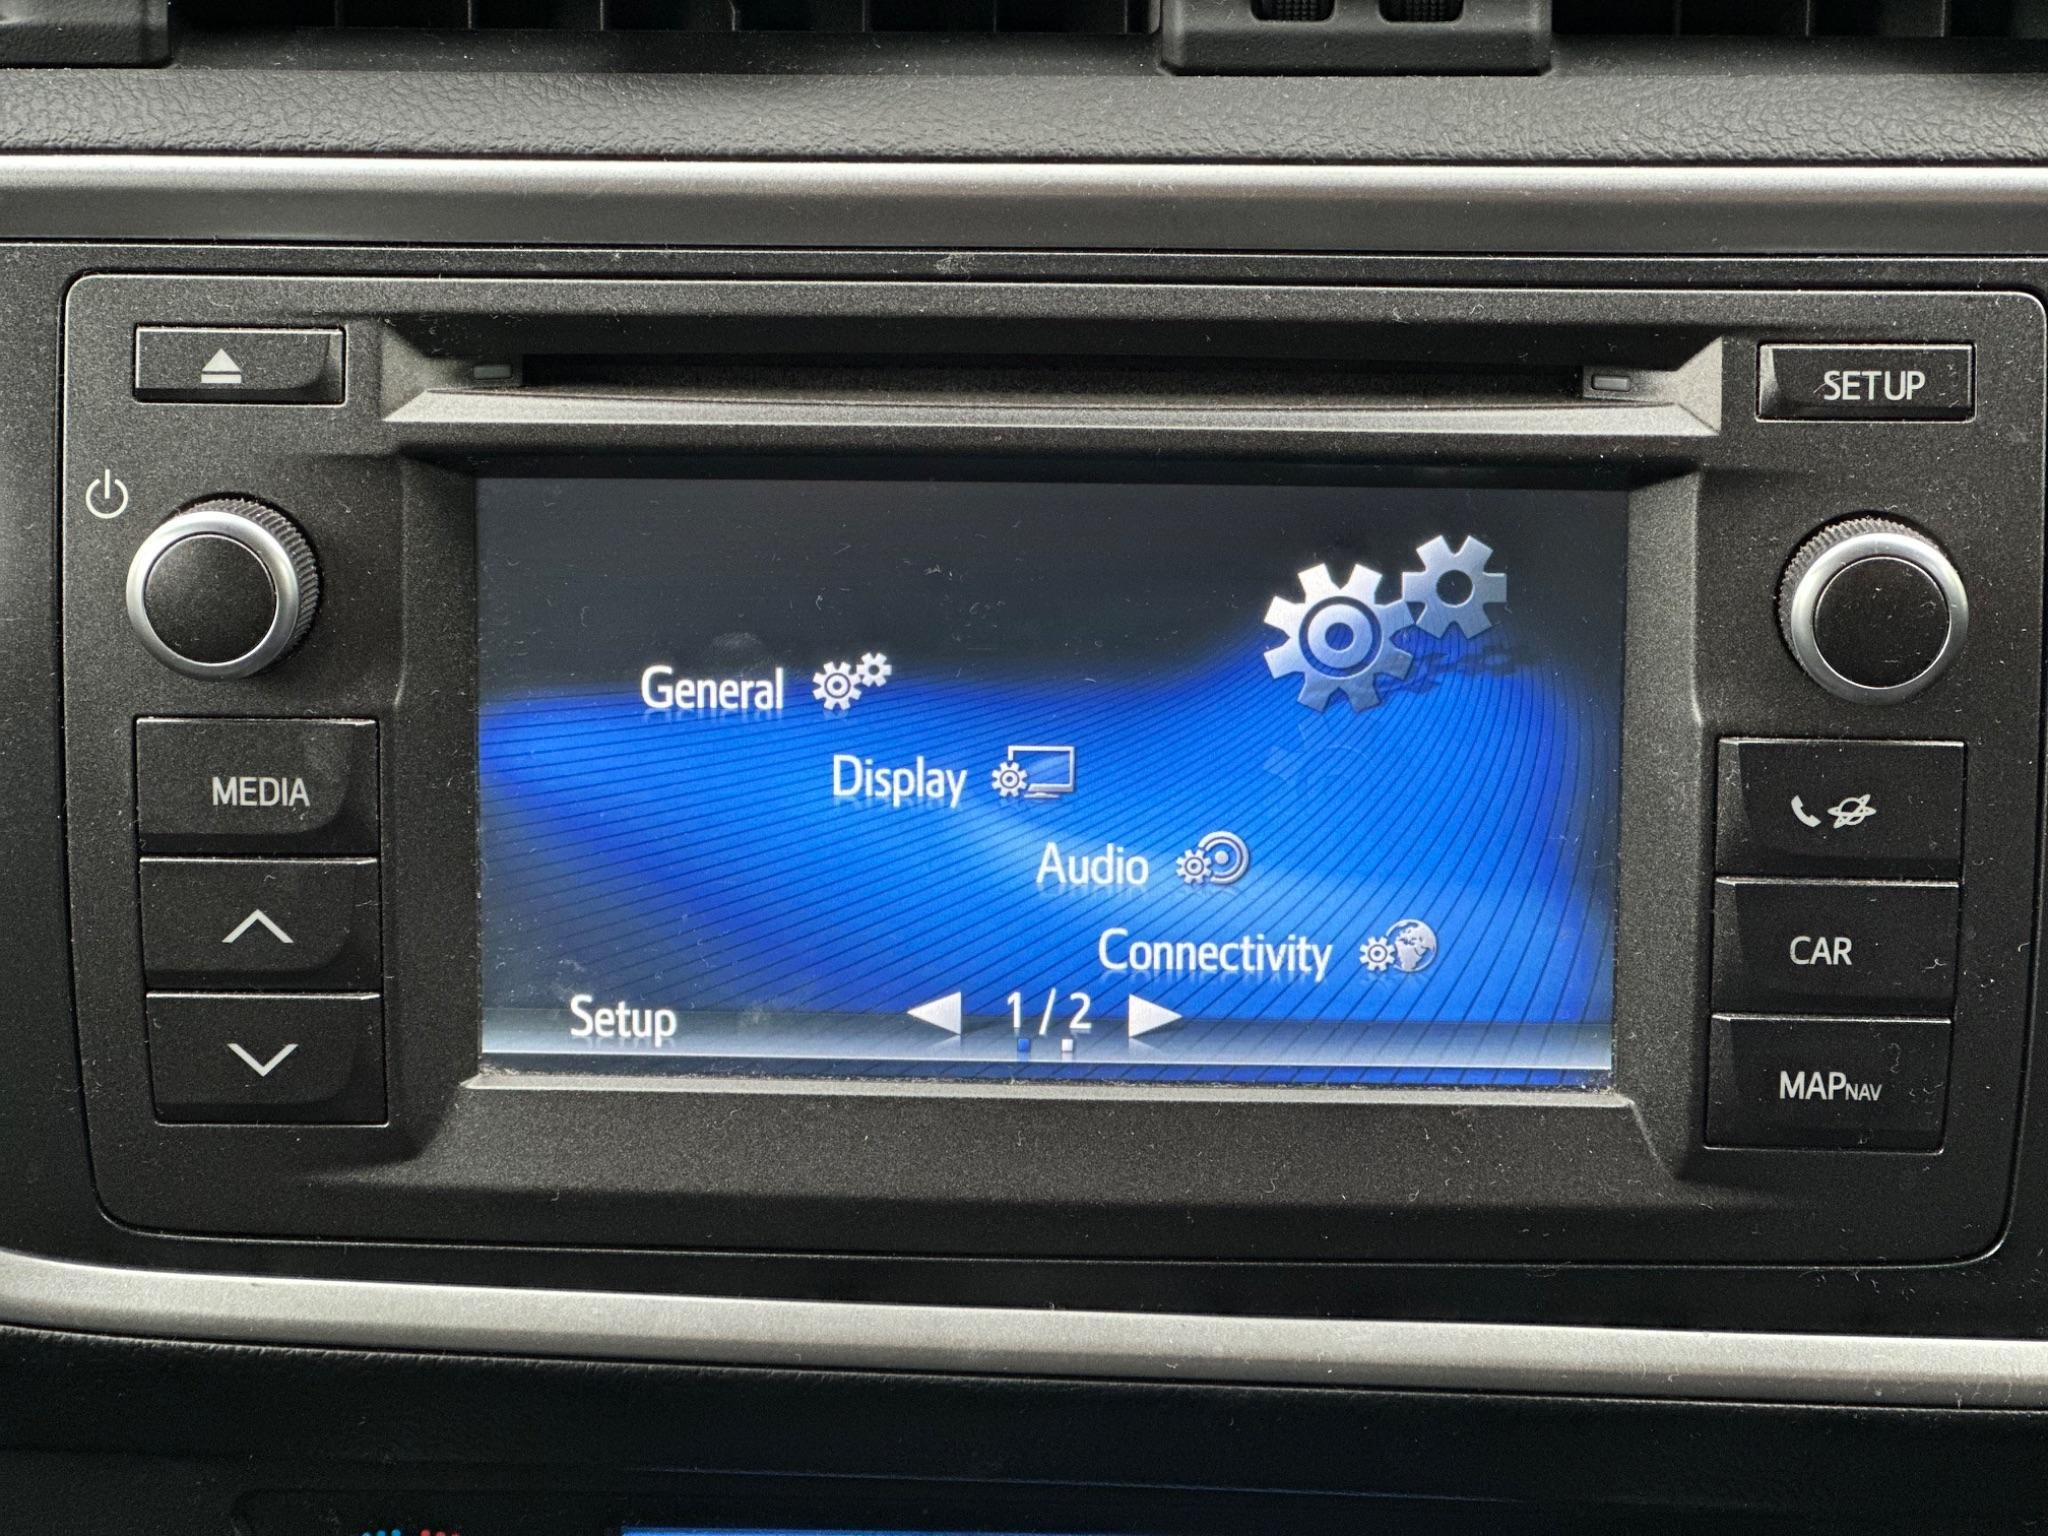 SETUP
MEDIA
General
Display
Audio
Connectivity
Setup
1 / 2
CAR
MAPNAV